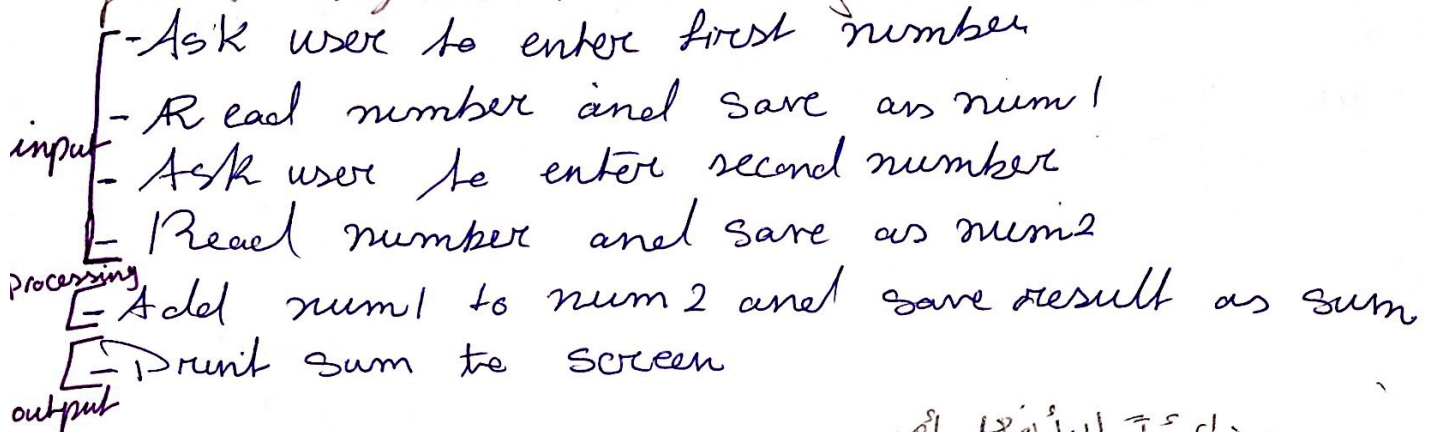 - Ask user to enter first number
- Read number and save as num1
input
- Ask user to enter second number
- Read number and save as num2
processing
- Add num1 to num2 and save result as sum
- Print sum to screen
output